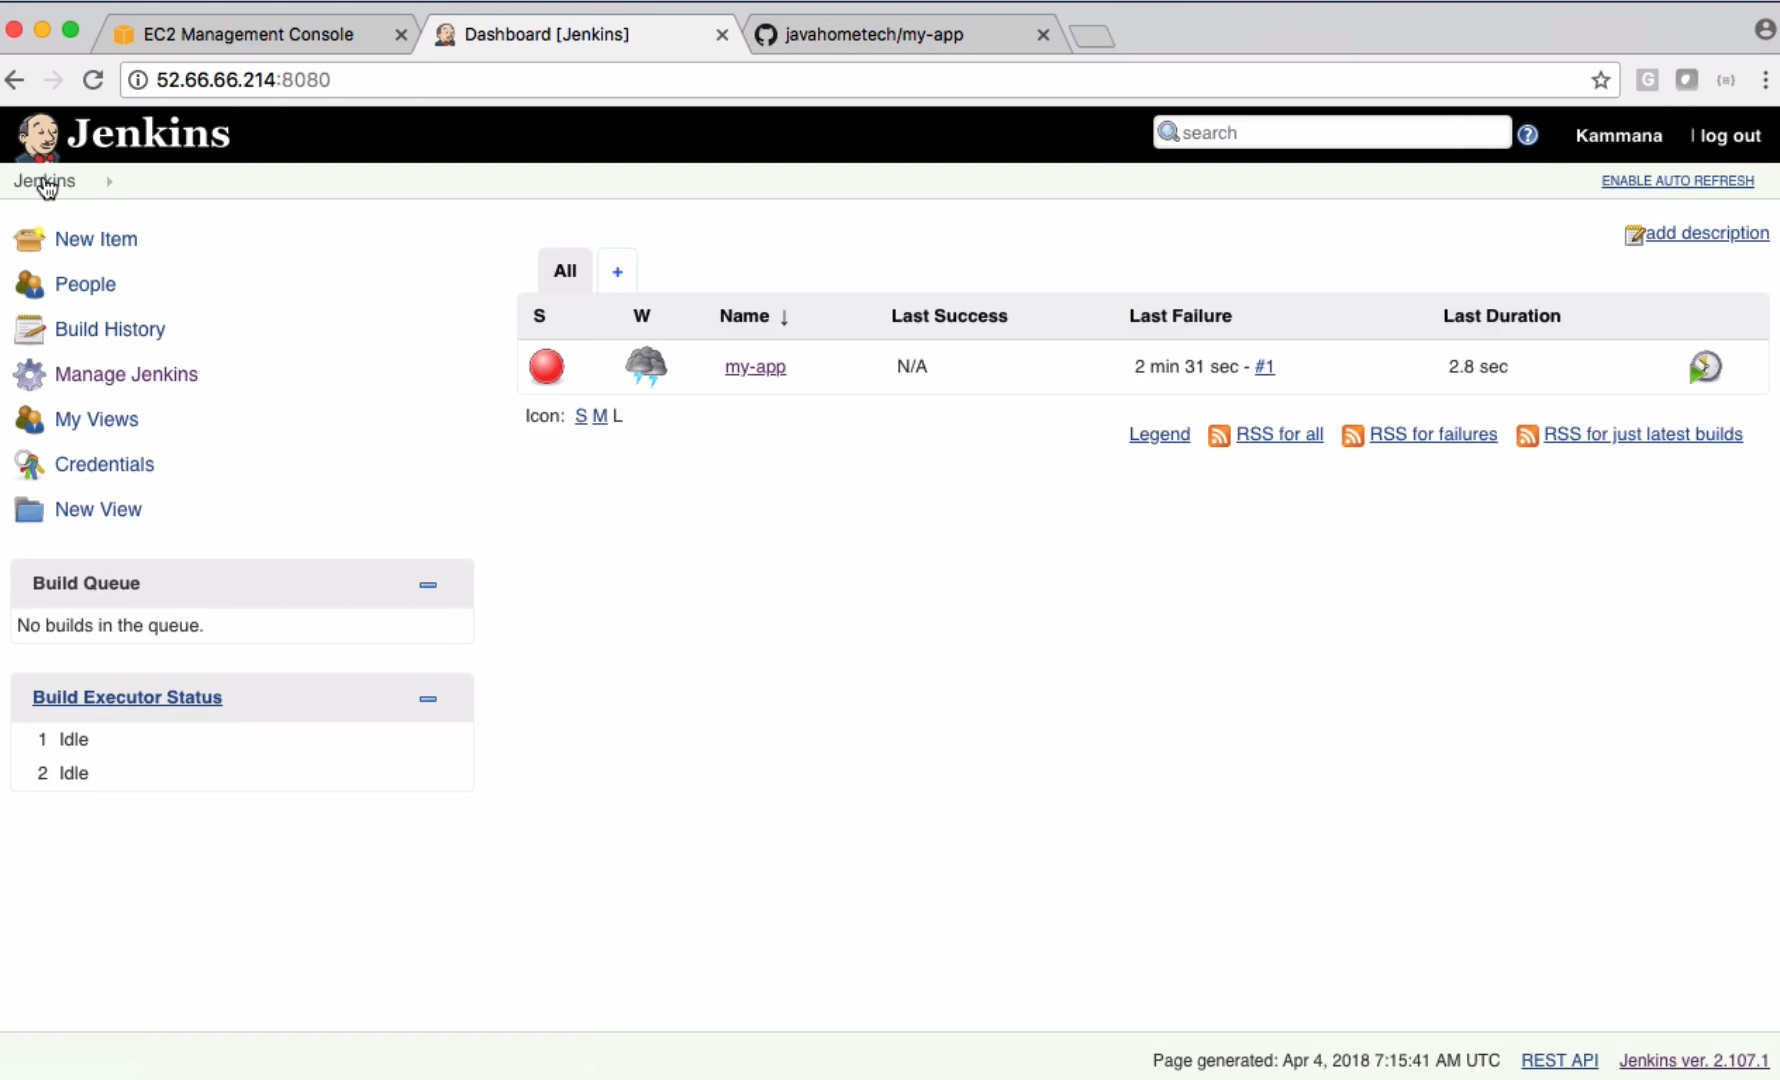 EC2 Management Console
Dashboard [Jenkins]
javahometech/my-app
52.66.66.214:8080
Jenkins
search
Kammana
| log out
Jenkins
ENABLE AUTO REFRESH
New Item
People
Build History
Manage Jenkins
My Views
Credentials
New View
add description
All
+
S W Name ↓ Last Success Last Failure Last Duration
my-app N/A 2 min 31 sec - #1 2.8 sec
Icon: S M L
Legend RSS for all RSS for failures RSS for just latest builds
Build Queue
No builds in the queue.
Build Executor Status
1 Idle
2 Idle
Page generated: Apr 4, 2018 7:15:41 AM UTC REST API Jenkins ver. 2.107.1